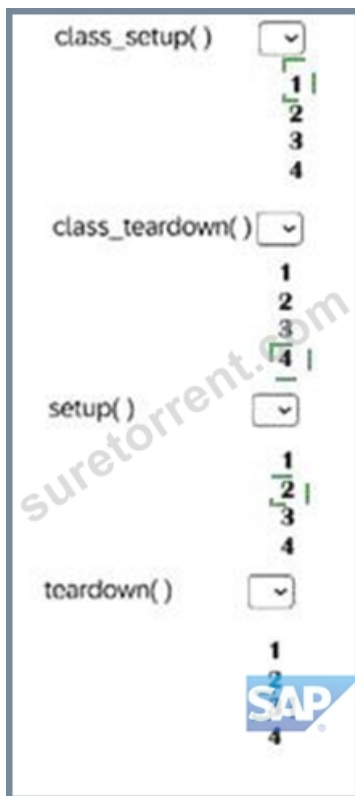 class_setup( )
1
2
3
4
class_teardown( )
1
2
3
4
setup( )
1
2
3
4
teardown( )
1
2
SAP
4
suretorrent.com